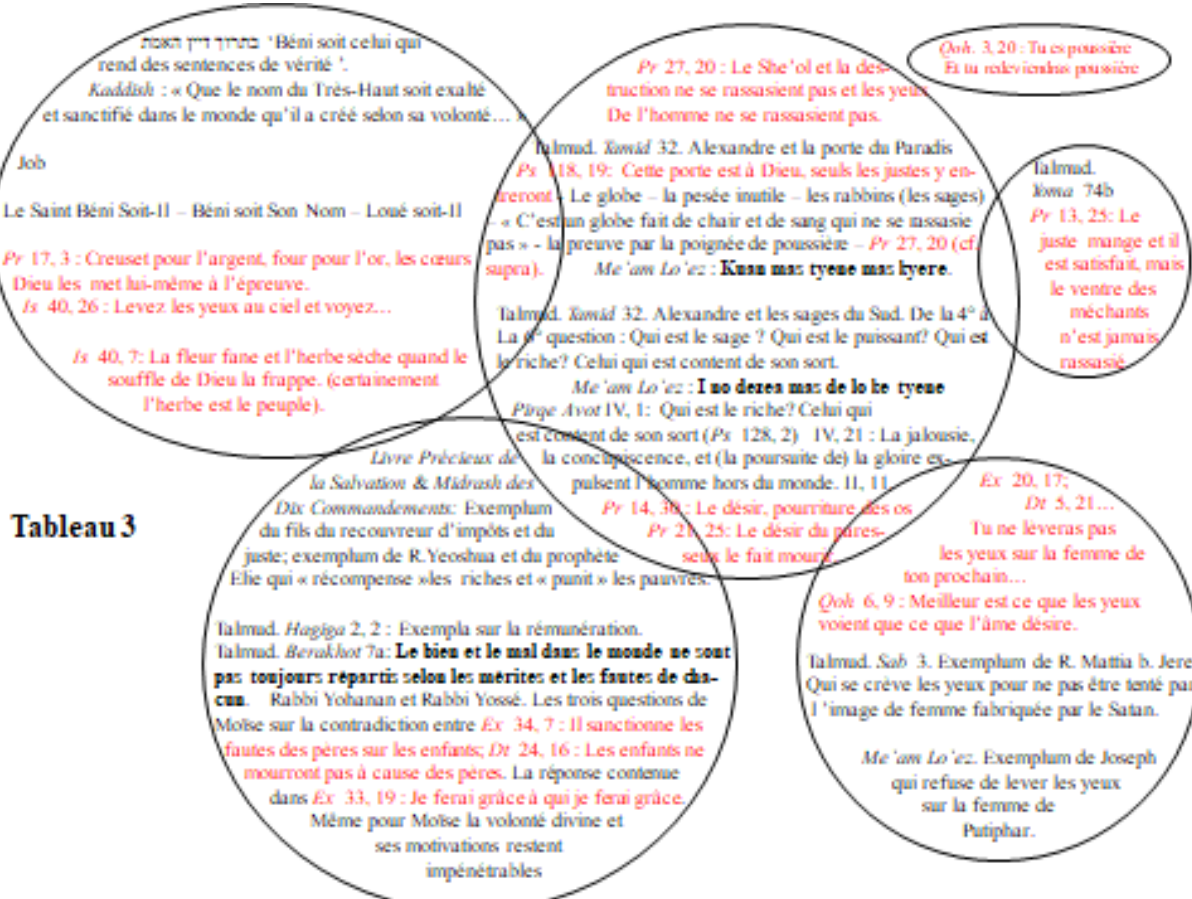 בתרוך דיין האמת ‘Béni soit celui qui
rend des sentences de vérité ’.
Kaddish : « Que le nom du Très-Haut soit exalté
et sanctifié dans le monde qu’il a créé selon sa volonté… »
Job
Le Saint Béni Soit-Il – Béni soit Son Nom – Loué soit-Il
Pr 17, 3 : Creuset pour l’argent, four pour l’or, les cœurs
Dieu les met lui-même à l’épreuve.
Is 40, 26 : Levez les yeux au ciel et voyez…
Is 40, 7: La fleur fane et l’herbe sèche quand le
souffle de Dieu la frappe. (certainement
l’herbe est le peuple).
Pr 27, 20 : Le She’ol et la des-
truction ne se rassasient pas et les yeux
De l’homme ne se rassasient pas.
Talmud. Tamid 32. Alexandre et la porte du Paradis
Ps 118, 19: Cette porte est à Dieu, seuls les justes y en-
treront - Le globe – la pesée inutile – les rabbins (les sages)
– « C’est un globe fait de chair et de sang qui ne se rassasie
pas » - la preuve par la poignée de poussière – Pr 27, 20 (cf.
supra). Me‘am Lo‘ez : Kuan mas tyene mas kyere.
Talmud. Tamid 32. Alexandre et les sages du Sud. De la 4° à
La 6° question : Qui est le sage ? Qui est le puissant? Qui est
le riche? Celui qui est content de son sort.
Me‘am Lo‘ez : I no dezea mas de lo ke tyene
Pirqe Avot IV, 1: Qui est le riche? Celui qui
est content de son sort (Ps 128, 2) IV, 21 : La jalousie,
la concupiscence, et (la poursuite de) la gloire ex-
pulsent l’homme hors du monde. II, 11
Pr 14, 30 : Le désir, pourriture des os
Pr 21, 25: Le désir du pares-
seux le fait mourir
Qoh. 3, 20 : Tu es poussière
Et tu redeviendras poussière
Talmud.
Yoma 74b
Pr 13, 25: Le
juste mange et il
est satisfait, mais
le ventre des
méchants
n’est jamais
rassasié
Tableau 3
Livre Précieux de
la Salvation & Midrash des
Dix Commandements: Exemplum
du fils du recouvreur d’impôts et du
juste; exemplum de R.Yeoshua et du prophète
Elie qui « récompense »les riches et « punit » les pauvres.
Talmud. Hagiga 2, 2 : Exempla sur la rémunération.
Talmud. Berakhot 7a: Le bien et le mal dans le monde ne sont
pas toujours répartis selon les mérites et les fautes de cha-
cun. Rabbi Yohanan et Rabbi Yossé. Les trois questions de
Moïse sur la contradiction entre Ex 34, 7 : Il sanctionne les
fautes des pères sur les enfants; Dt 24, 16 : Les enfants ne
mourront pas à cause des pères. La réponse contenue
dans Ex 33, 19 : Je ferai grâce à qui je ferai grâce.
Même pour Moïse la volonté divine et
ses motivations restent
impénétrables
Ex 20, 17;
Dt 5, 21…
Tu ne lèveras pas
les yeux sur la femme de
ton prochain…
Qoh 6, 9 : Meilleur est ce que les yeux
voient que ce que l’âme désire.
Talmud. Sab 3. Exemplum de R. Mattia b. Jere
Qui se crève les yeux pour ne pas être tenté par
l ’image de femme fabriquée par le Satan.
Me‘am Lo‘ez. Exemplum de Joseph
qui refuse de lever les yeux
sur la femme de
Putiphar.